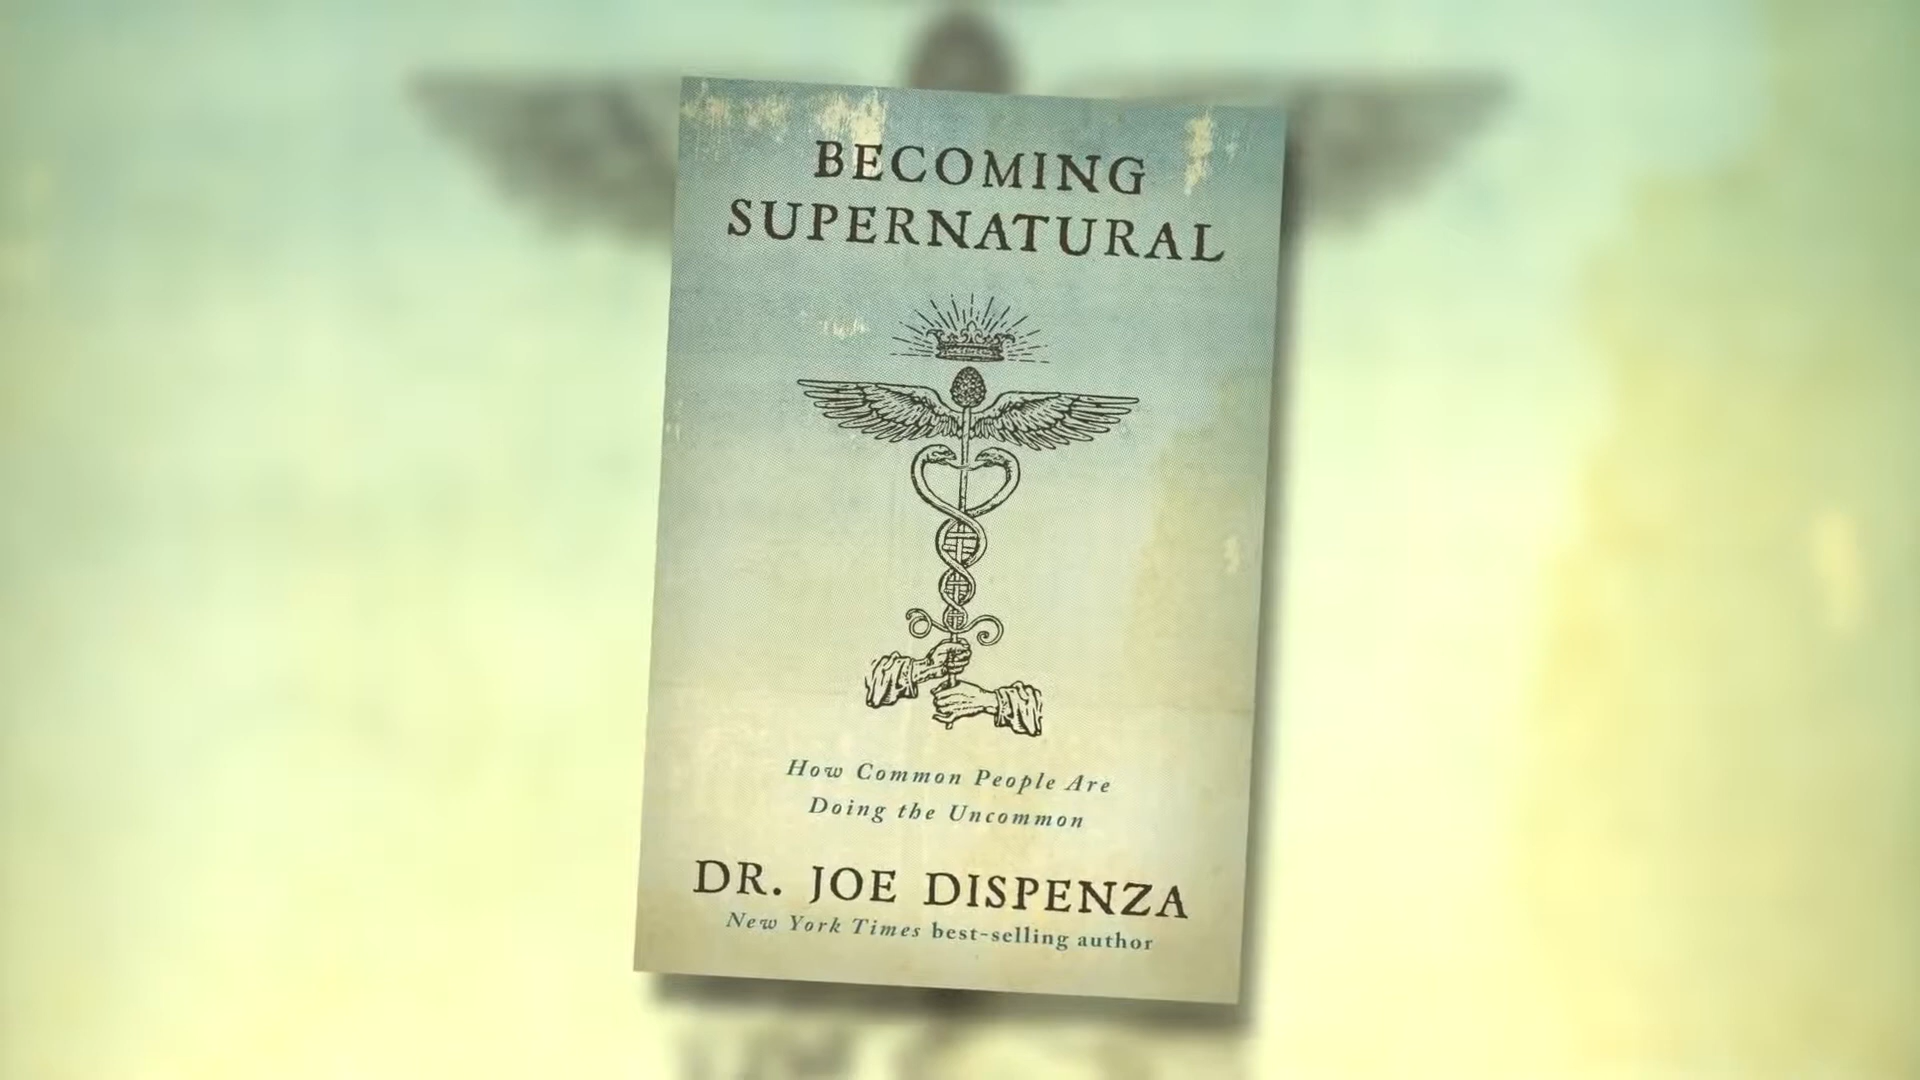 BECOMING
SUPERNATURAL
How Common People Are
Doing the Uncommon
DR. JOE DISPENZA
New York Times best-selling author